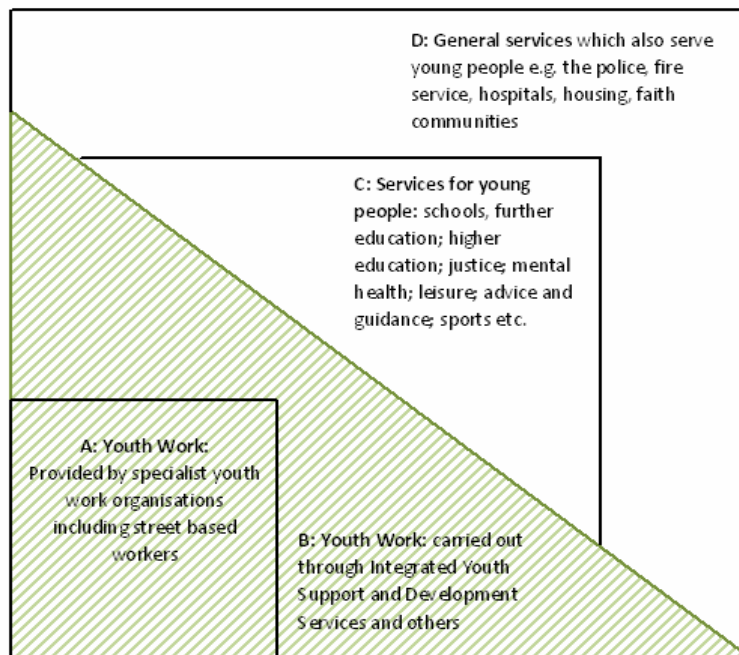 D: General services which also serve
young people e.g. the police, fire
service, hospitals, housing, faith
communities
C: Services for young
people: schools, further
education; higher
education; justice; mental
health; leisure; advice and
guidance; sports etc.
A: Youth Work:
Provided by specialist youth
work organisations
including street based
workers
B: Youth Work: carried out
through Integrated Youth
Support and Development
Services and others